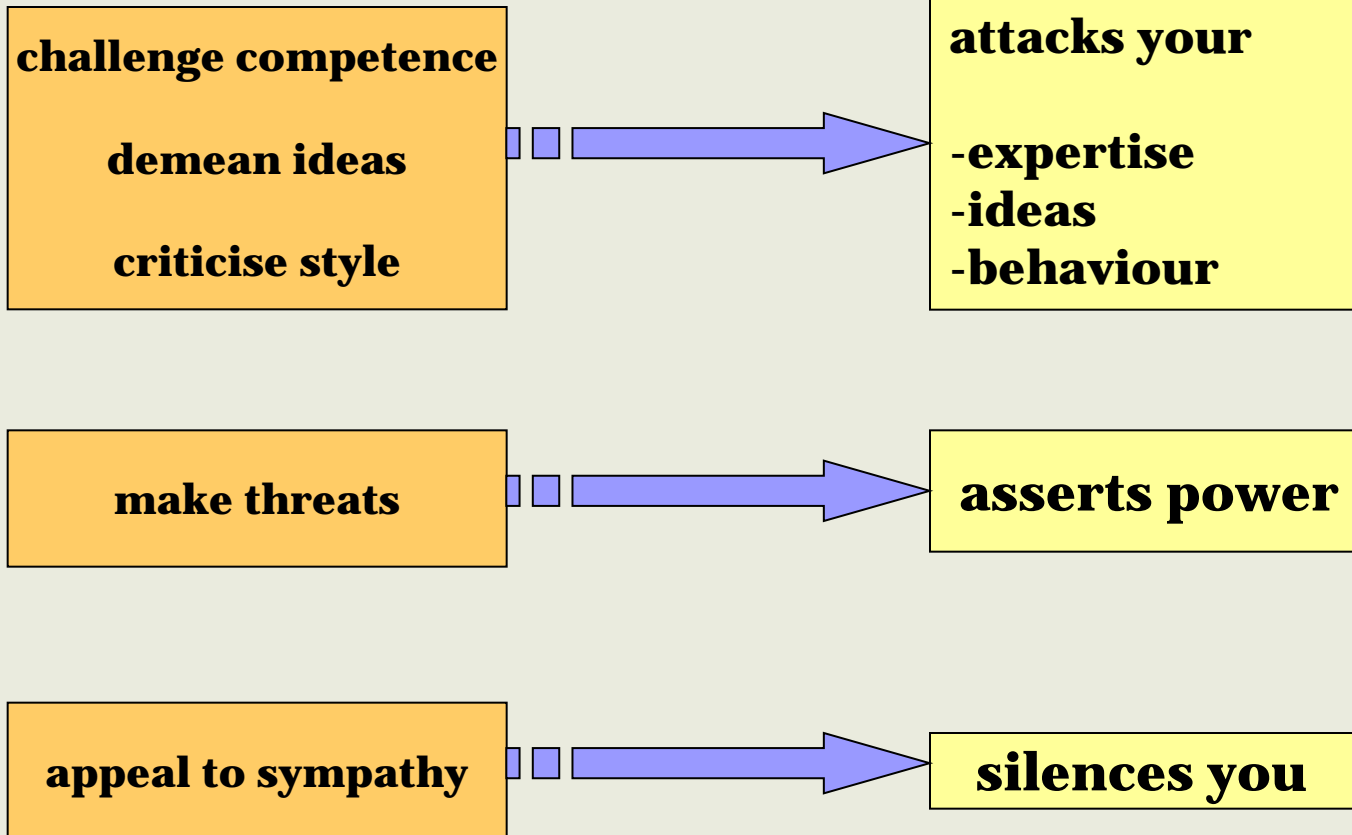 challenge competence
demean ideas
criticise style
attacks your
-expertise
-ideas
-behaviour
make threats
asserts power
appeal to sympathy
silences you